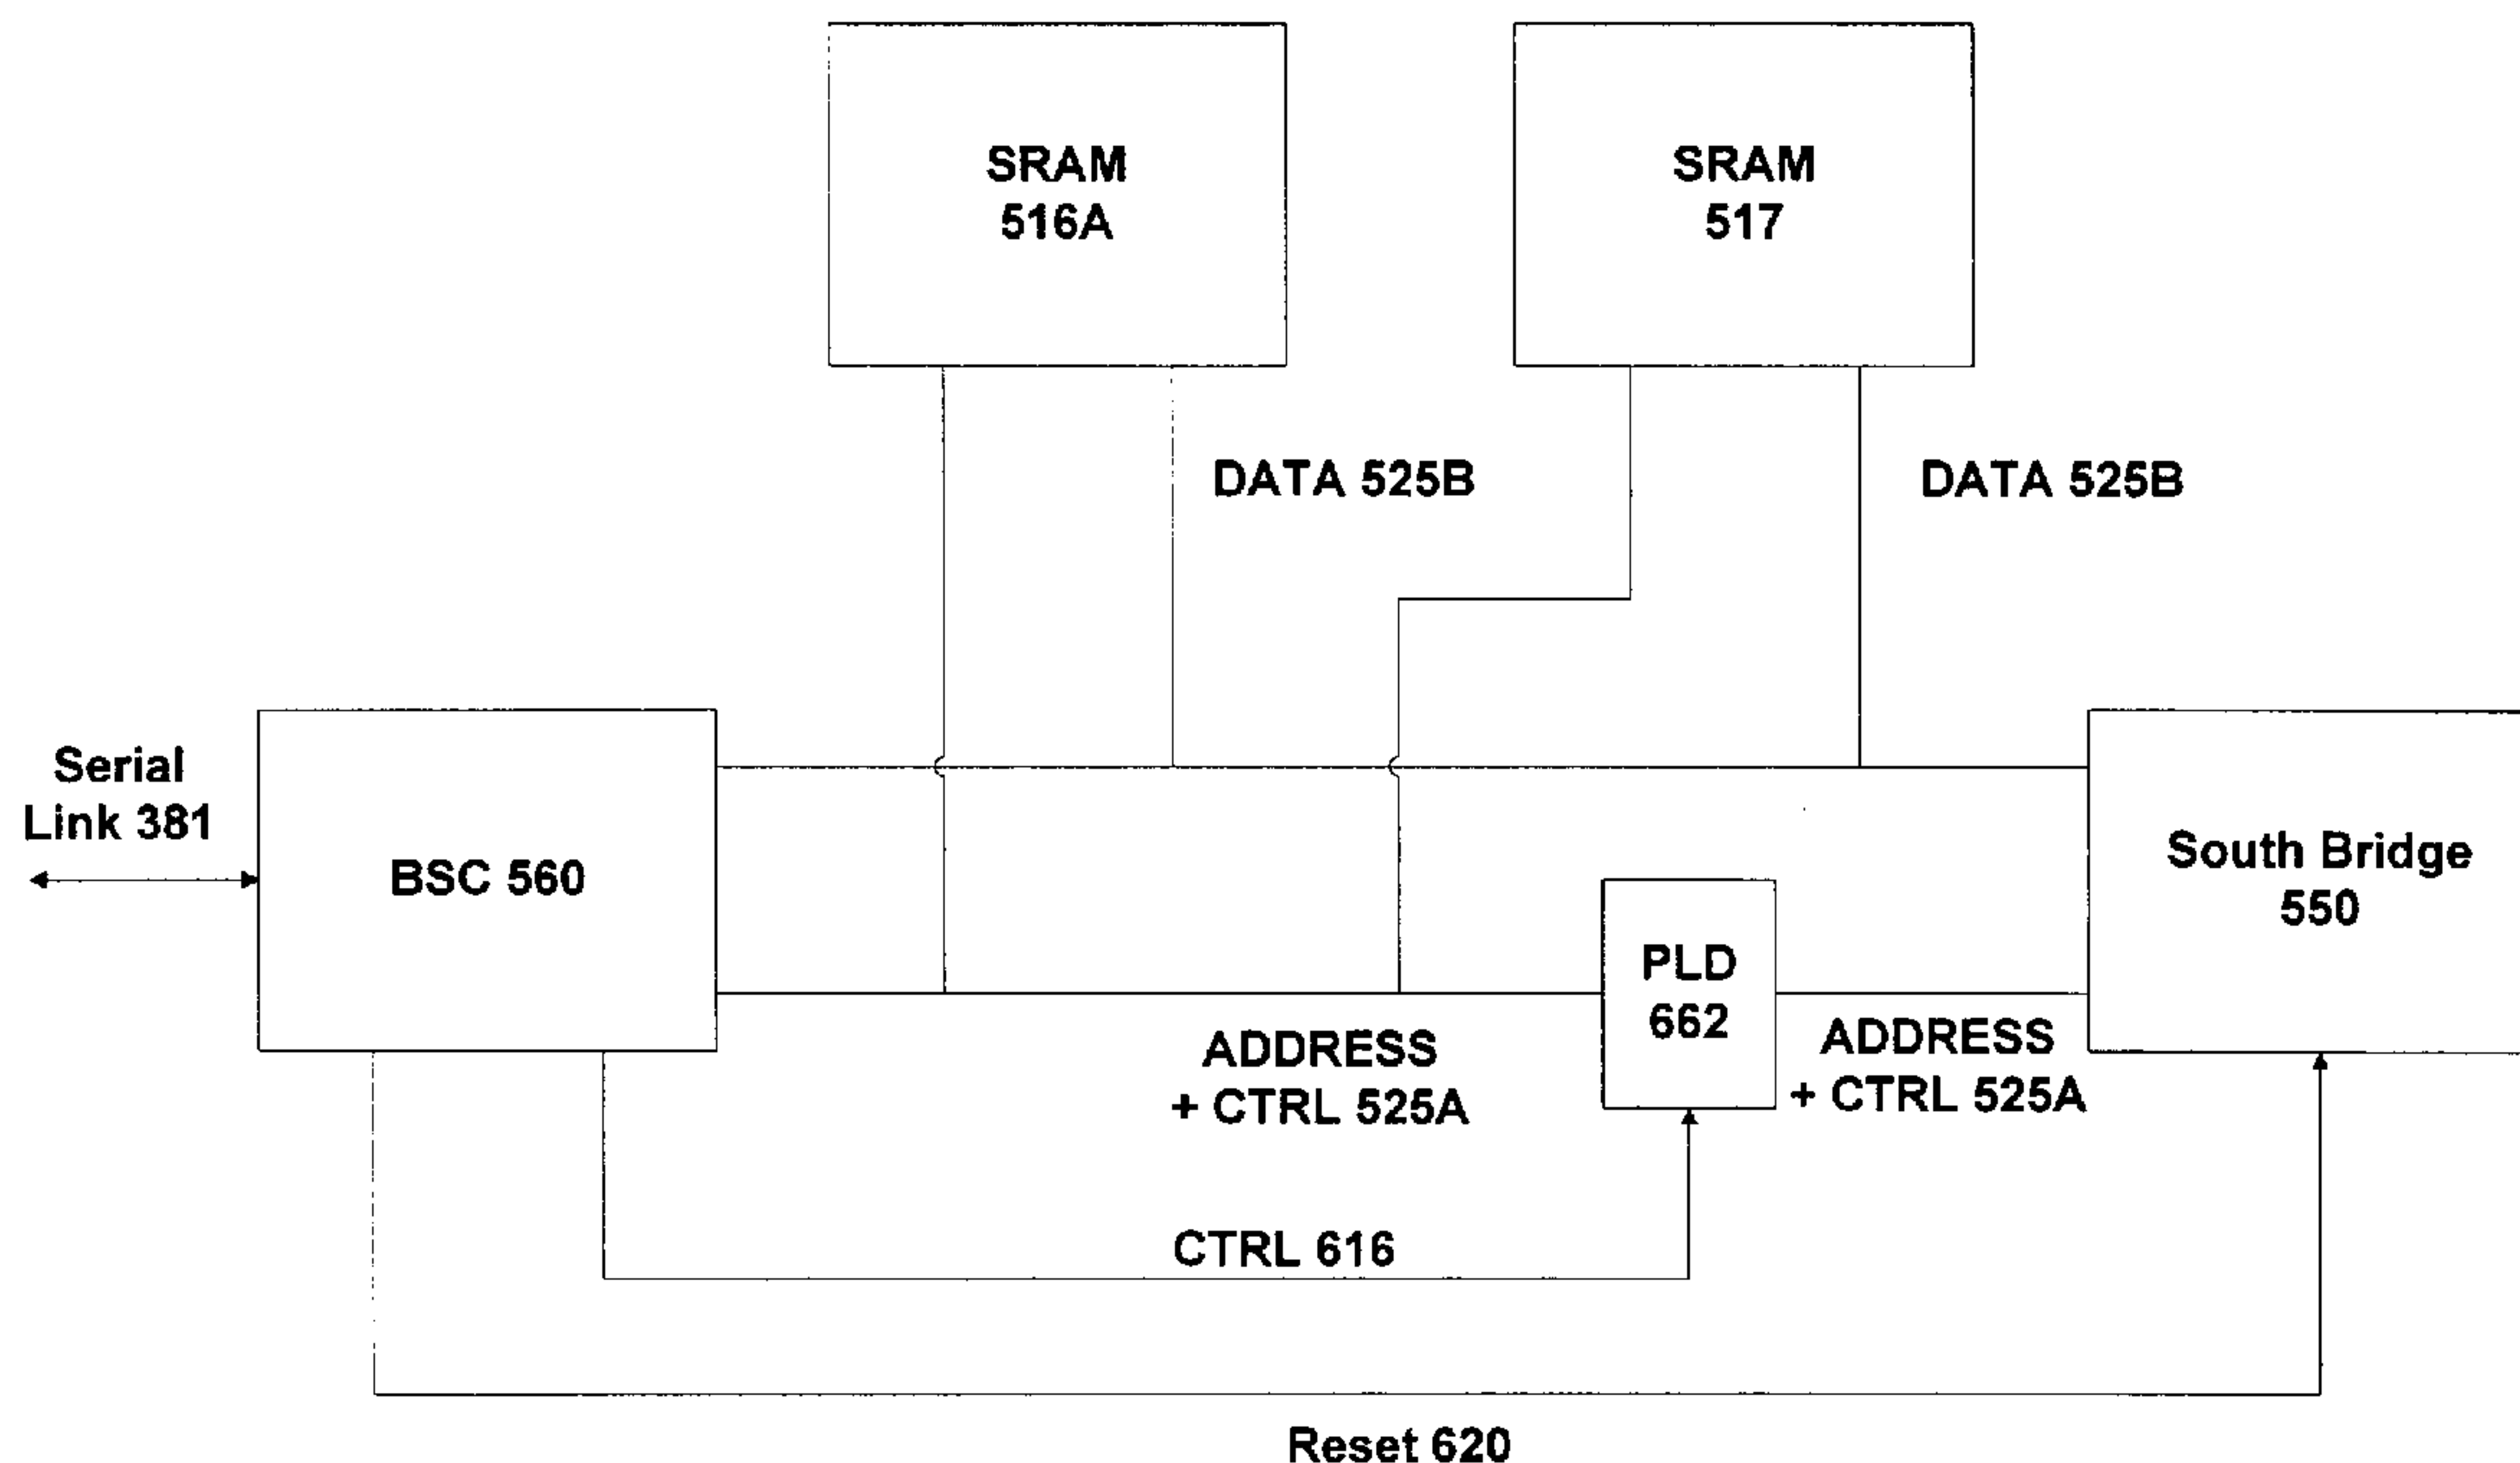 SRAM
516A
SRAM
517
DATA 525B
DATA 525B
Serial
Link 381
BSC 560
South Bridge
550
PLD
662
ADDRESS
+ CTRL 525A
ADDRESS
+ CTRL 525A
CTRL 616
Reset 620